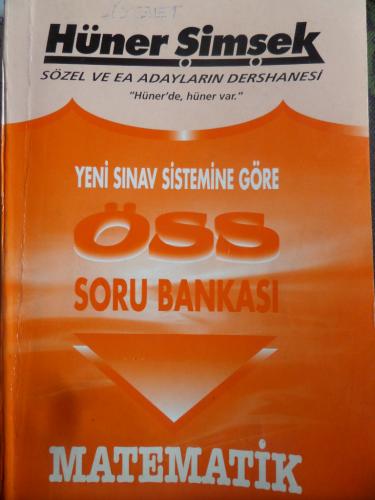 Hüner Şimşek
SÖZEL VE EA ADAYLARIN DERSHANESİ
"Hüner'de, hüner var."
YENİ SINAV SİSTEMİNE GÖRE
ÖSS
SORU BANKASI
MATEMATİK